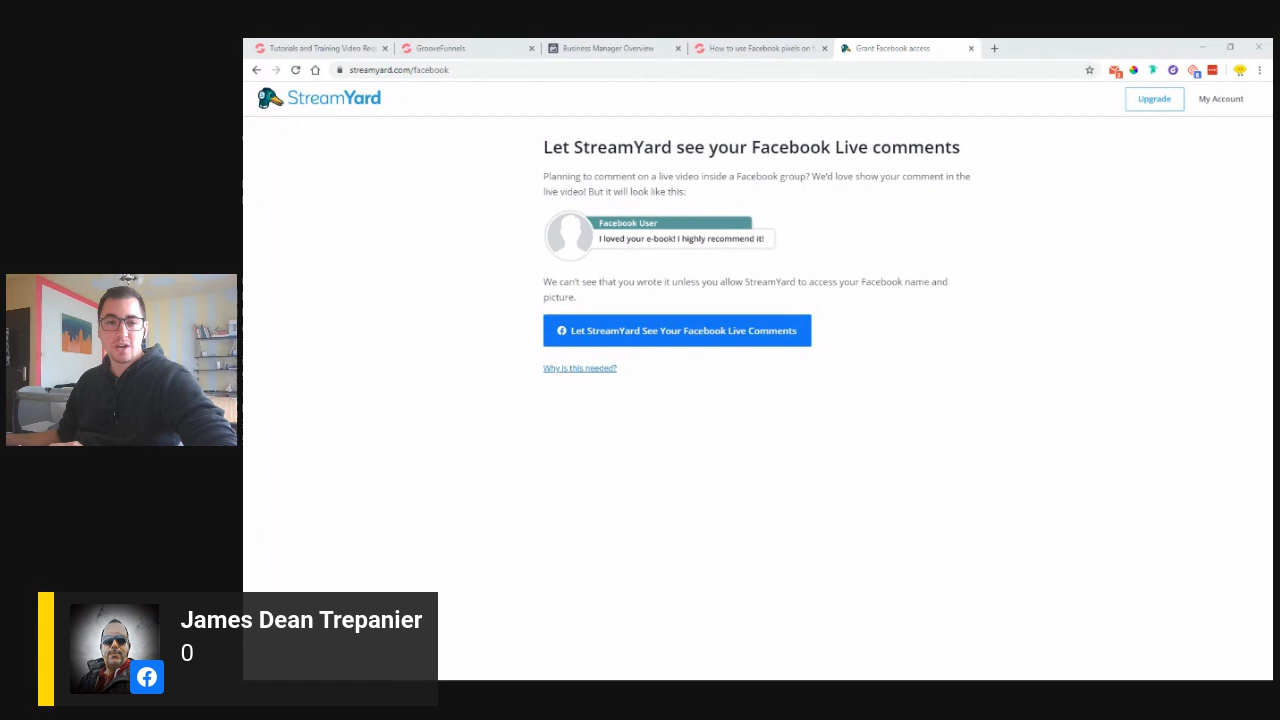 Tutorials and Training Video Req
GrooveFunnels
Business Manager Overview
How to use Facebook pixels on
Grant Facebook access
streamyard.com/facebook
StreamYard
Upgrade
My Account
Let StreamYard see your Facebook Live comments
Planning to comment on a live video inside a Facebook group? We'd love show your comment in the
live video! But it will look like this:
Facebook User
I loved your e-book! I highly recommend it!
We can't see that you wrote it unless you allow StreamYard to access your Facebook name and
picture.
Let StreamYard See Your Facebook Live Comments
Why is this needed?
James Dean Trepanier
0